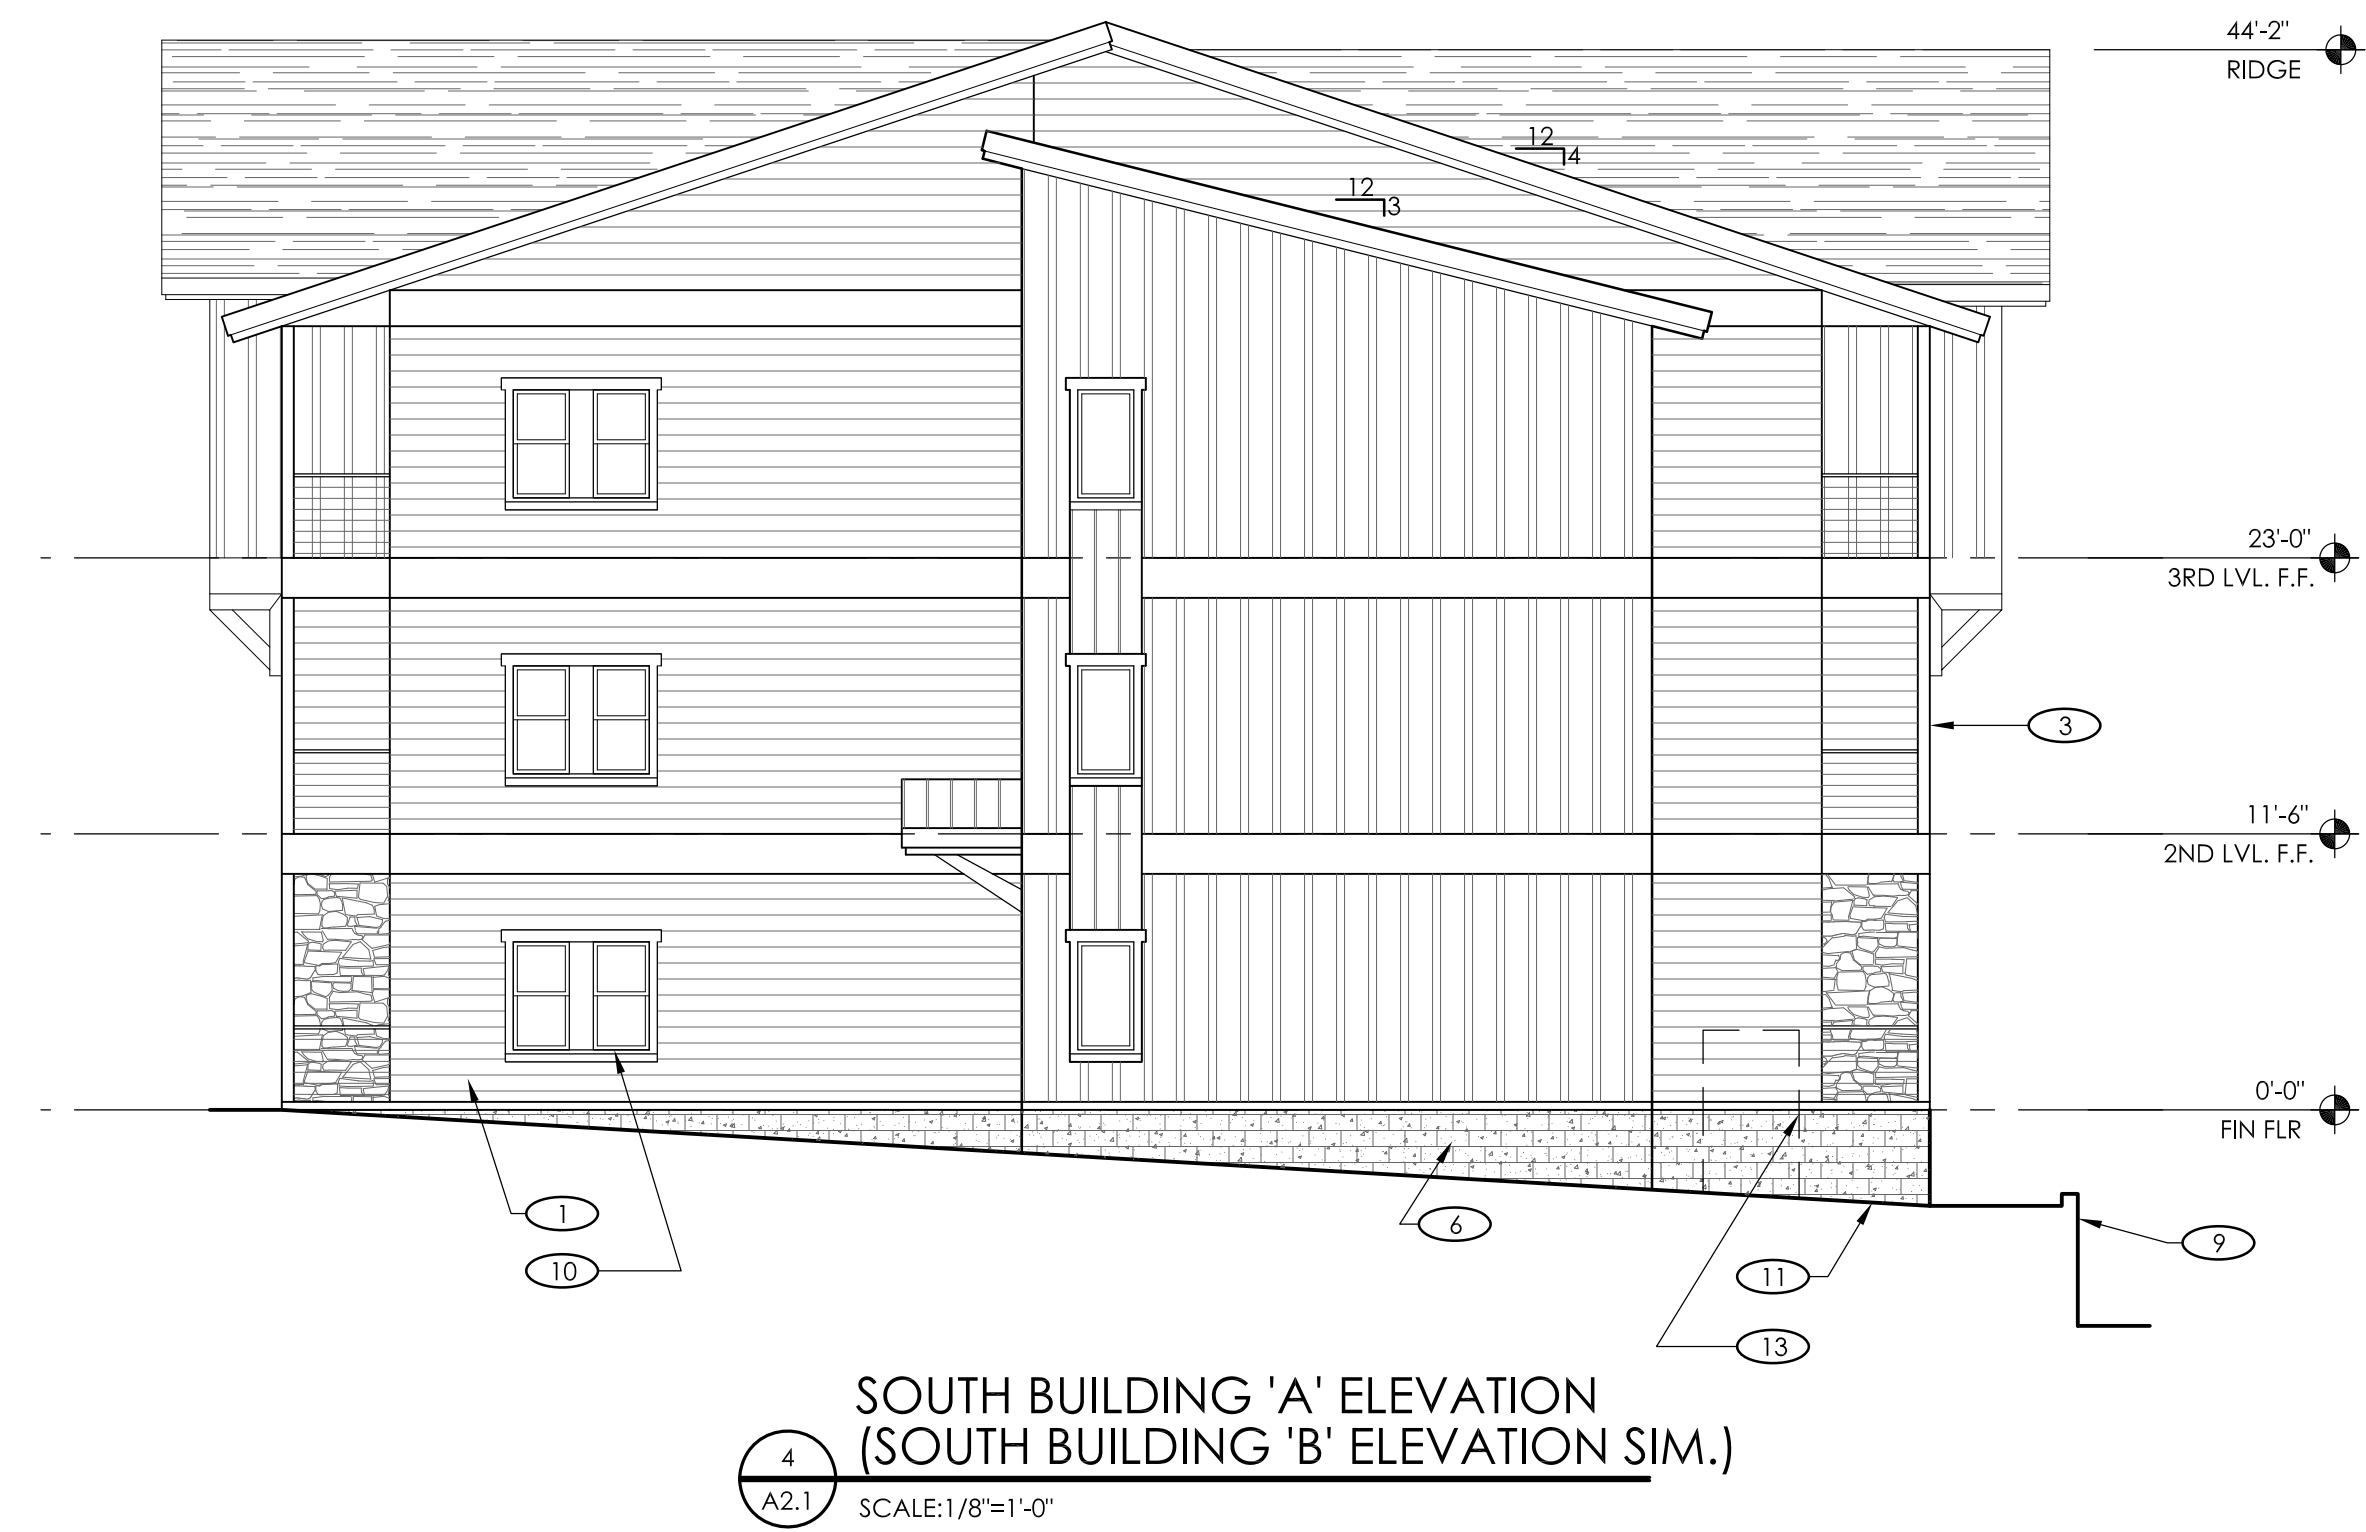 44'-2"
RIDGE
12
4
12
3
23'-0"
3RD LVL. F.F.
3
11'-6"
2ND LVL. F.F.
0'-0"
FIN FLR
1
6
9
10
11
13
SOUTH BUILDING 'A' ELEVATION
(SOUTH BUILDING 'B' ELEVATION SIM.)
4
A2.1
SCALE:1/8"=1'-0"